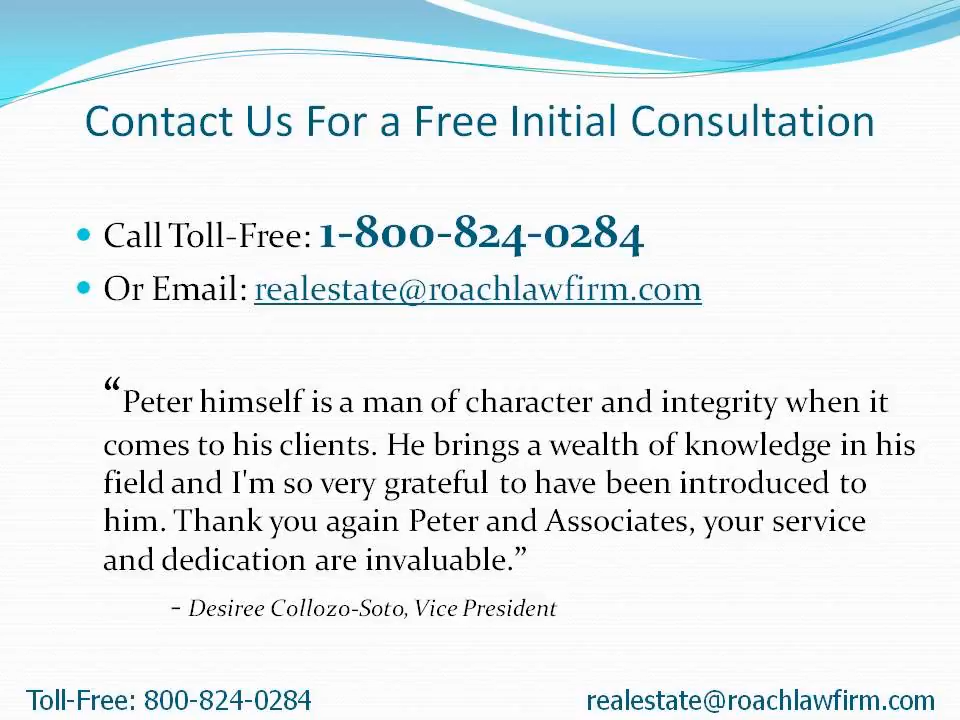 Contact Us For a Free Initial Consultation
• Call Toll-Free: 1-800-824-0284
• Or Email: realestate@roachlawfirm.com
“Peter himself is a man of character and integrity when it
comes to his clients. He brings a wealth of knowledge in his
field and I'm so very grateful to have been introduced to
him. Thank you again Peter and Associates, your service
and dedication are invaluable.”
- Desiree Collozo-Soto, Vice President
Toll-Free: 800-824-0284
realestate@roachlawfirm.com